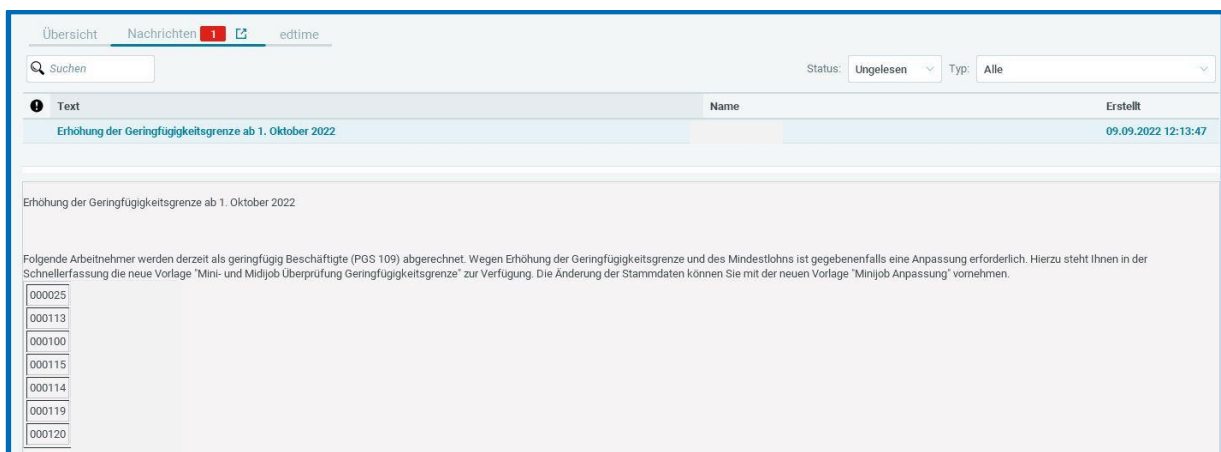 Übersicht Nachrichten 1 edtime
Suchen Status: Ungelesen Typ: Alle
Text Name Erstellt
Erhöhung der Geringfügigkeitsgrenze ab 1. Oktober 2022 09.09.2022 12:13:47
Erhöhung der Geringfügigkeitsgrenze ab 1. Oktober 2022
Folgende Arbeitnehmer werden derzeit als geringfügig Beschäftigte (PGS 109) abgerechnet. Wegen Erhöhung der Geringfügigkeitsgrenze und des Mindestlohns ist gegebenenfalls eine Anpassung erforderlich. Hierzu steht Ihnen in der
Schnellerfassung die neue Vorlage "Mini- und Midijob Überprüfung Geringfügigkeitsgrenze" zur Verfügung. Die Änderung der Stammdaten können Sie mit der neuen Vorlage "Minijob Anpassung" vornehmen.
000025
000113
000100
000115
000114
000119
000120